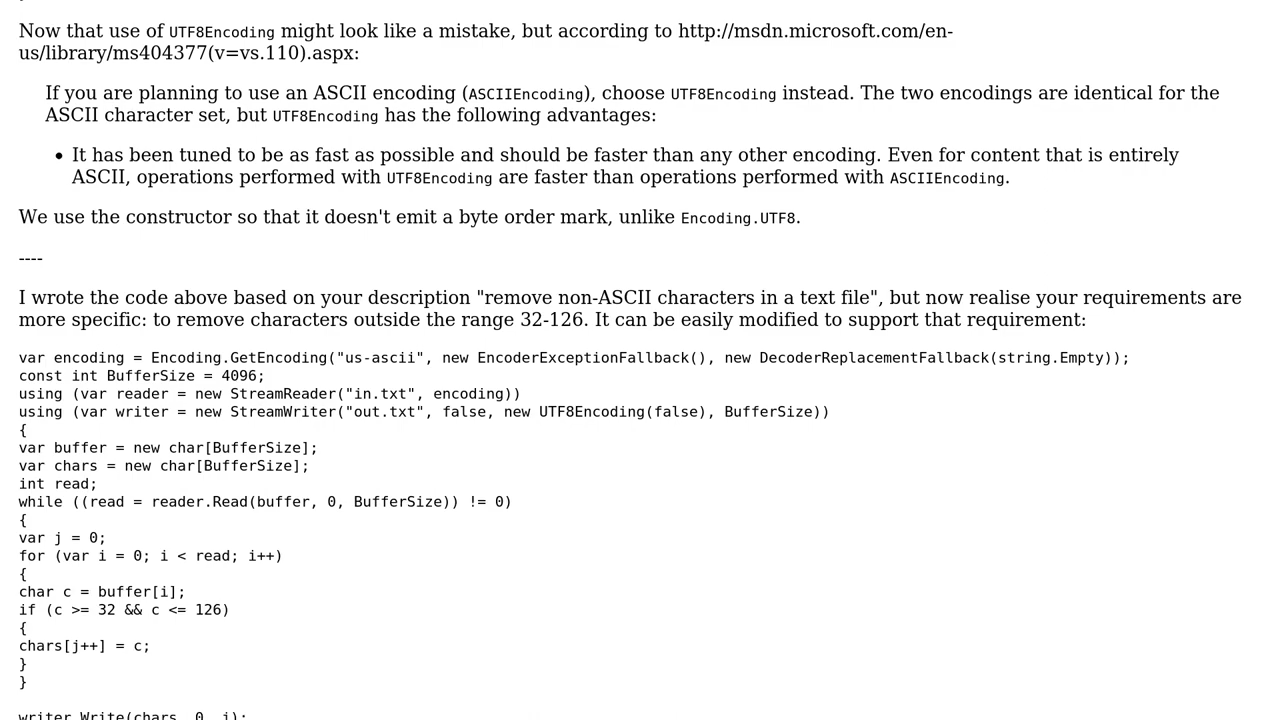 Now that use of UTF8Encoding might look like a mistake, but according to http://msdn.microsoft.com/en-
us/library/ms404377(v=vs.110).aspx:
If you are planning to use an ASCII encoding (ASCIIEncoding), choose UTF8Encoding instead. The two encodings are identical for the
ASCII character set, but UTF8Encoding has the following advantages:
• It has been tuned to be as fast as possible and should be faster than any other encoding. Even for content that is entirely
ASCII, operations performed with UTF8Encoding are faster than operations performed with ASCIIEncoding.
We use the constructor so that it doesn't emit a byte order mark, unlike Encoding.UTF8.
----
I wrote the code above based on your description "remove non-ASCII characters in a text file", but now realise your requirements are
more specific: to remove characters outside the range 32-126. It can be easily modified to support that requirement:
var encoding = Encoding.GetEncoding("us-ascii", new EncoderExceptionFallback(), new DecoderReplacementFallback(string.Empty));
const int BufferSize = 4096;
using (var reader = new StreamReader("in.txt", encoding))
using (var writer = new StreamWriter("out.txt", false, new UTF8Encoding(false), BufferSize))
{
var buffer = new char[BufferSize];
var chars = new char[BufferSize];
int read;
while ((read = reader.Read(buffer, 0, BufferSize)) != 0)
{
var j = 0;
for (var i = 0; i < read; i++)
{
char c = buffer[i];
if (c >= 32 && c <= 126)
{
chars[j++] = c;
}
}
writer.Write(chars, 0, j);